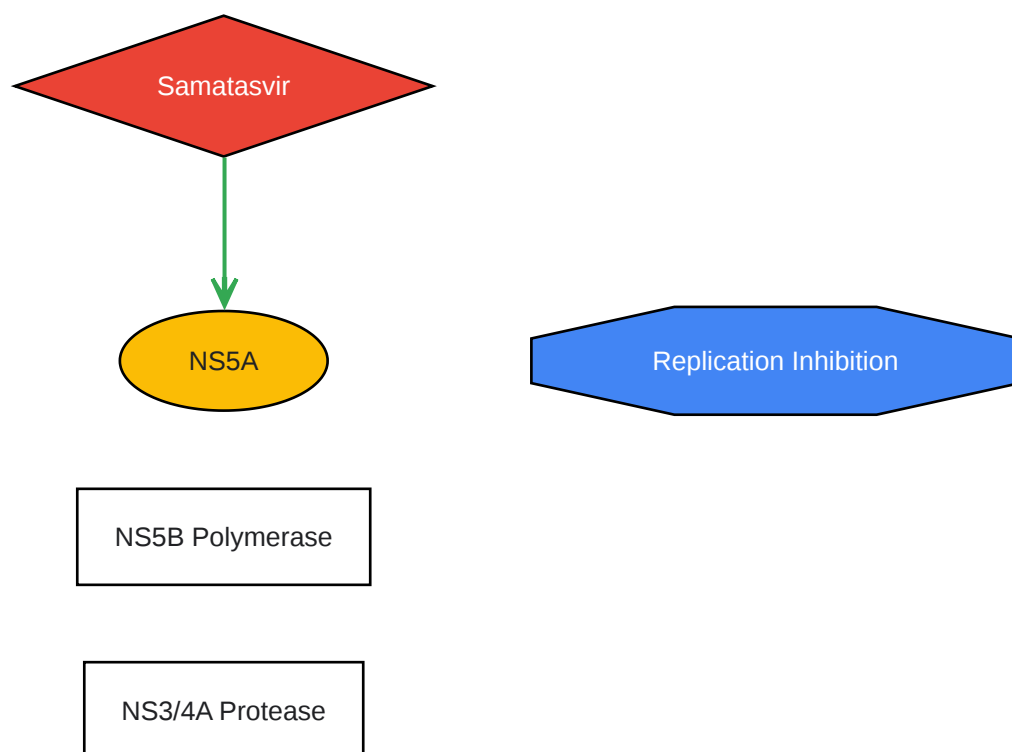 Samatasvir
NS5A
Replication Inhibition
NS5B Polymerase
NS3/4A Protease